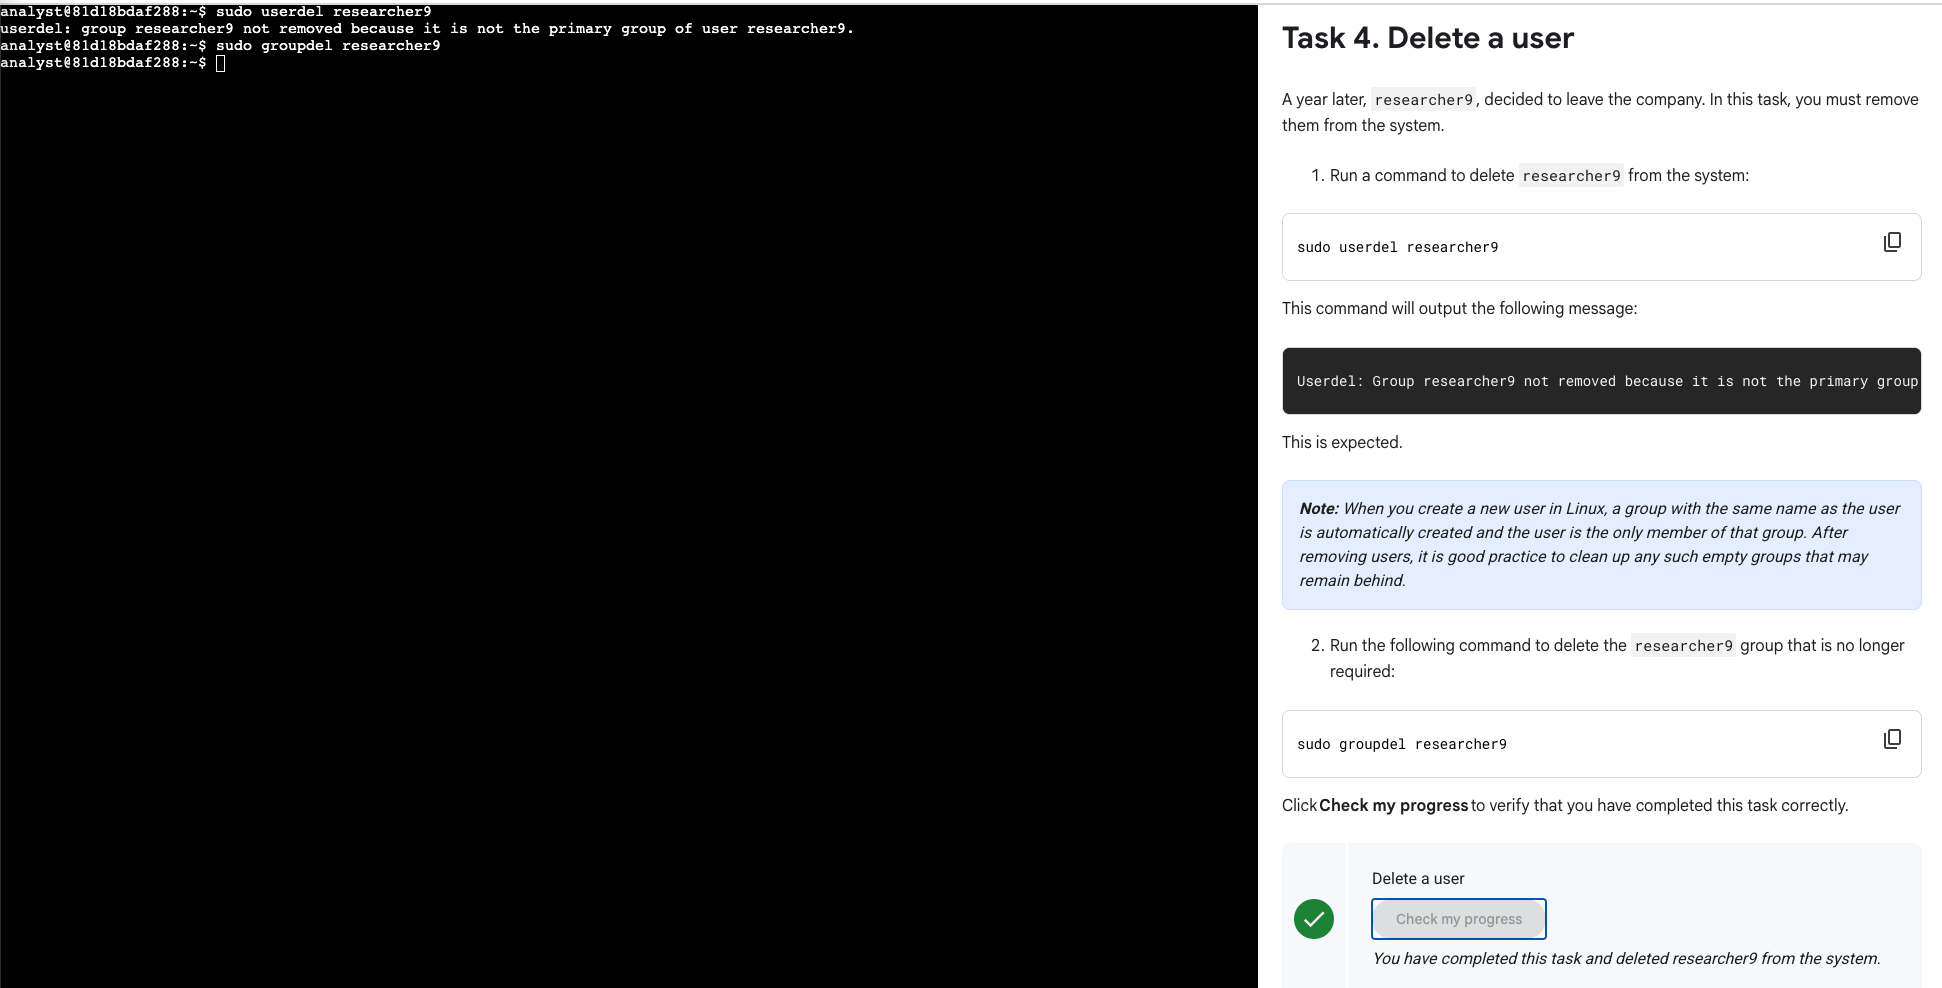 analyst@81d18bdaf288:~$ sudo userdel researcher9
userdel: group researcher9 not removed because it is not the primary group of user researcher9.
analyst@81d18bdaf288:~$ sudo groupdel researcher9
analyst@81d18bdaf288:~$
Task 4. Delete a user
A year later, researcher9, decided to leave the company. In this task, you must remove
them from the system.
1. Run a command to delete researcher9 from the system:
sudo userdel researcher9
This command will output the following message:
Userdel: Group researcher9 not removed because it is not the primary group
This is expected.
Note: When you create a new user in Linux, a group with the same name as the user
is automatically created and the user is the only member of that group. After
removing users, it is good practice to clean up any such empty groups that may
remain behind.
2. Run the following command to delete the researcher9 group that is no longer
required:
sudo groupdel researcher9
Click Check my progress to verify that you have completed this task correctly.
Delete a user
Check my progress
You have completed this task and deleted researcher9 from the system.